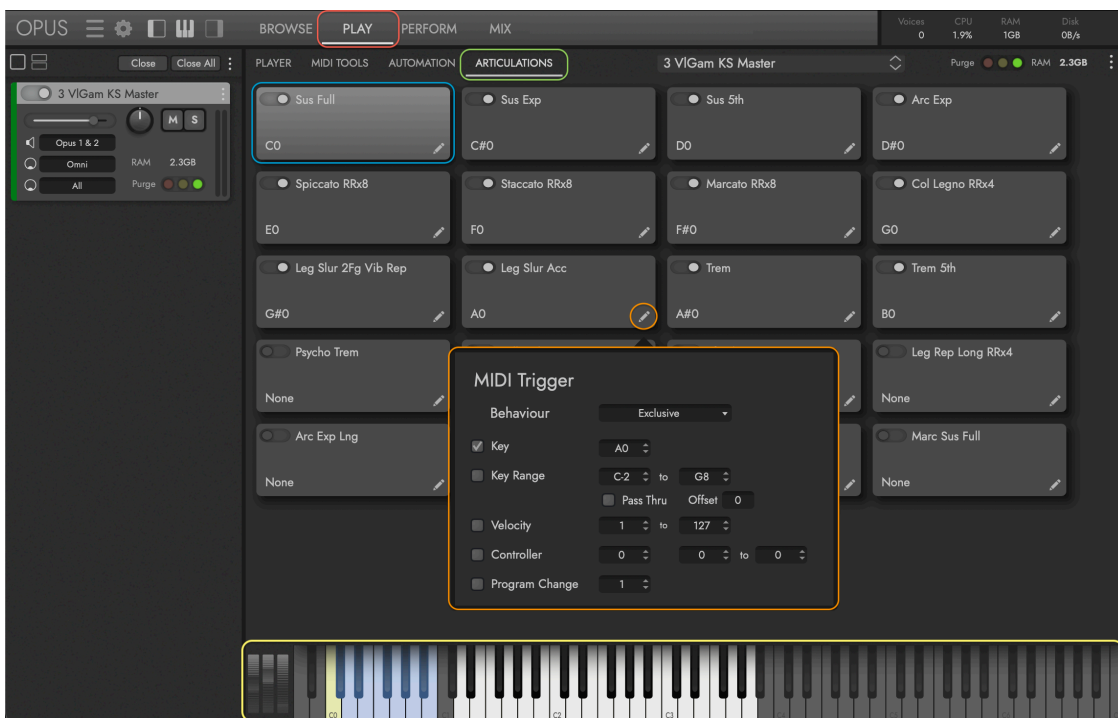 OPUS BROWSE PLAY PERFORM MIX Voices CPU RAM Disk
0 1.9% 1GB 0B/s
Close Close All PLAYER MIDI TOOLS AUTOMATION ARTICULATIONS 3 VlGam KS Master Purge RAM 2.3GB
3 VlGam KS Master
M S
Opus 1 & 2
Omni RAM 2.3GB
All Purge
Sus Full Sus Exp Sus 5th Arc Exp
C0 C#0 D0 D#0
Spiccato RRx8 Staccato RRx8 Marcato RRx8 Col Legno RRx4
E0 F0 F#0 G0
Leg Slur 2Fg Vib Rep Leg Slur Acc Trem Trem 5th
G#0 A0 A#0 B0
Psycho Trem Leg Rep Long RRx4
None None
Arc Exp Lng Marc Sus Full
None None
MIDI Trigger
Behaviour Exclusive
Key A0
Key Range C-2 to G8
Pass Thru Offset 0
Velocity 1 to 127
Controller 0 0 to 0
Program Change 1
C0 C1 C2 C3